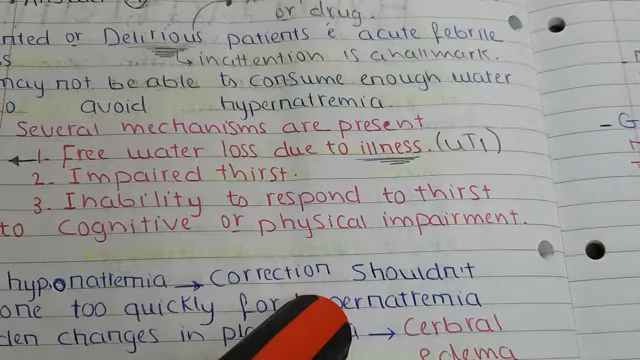 or drug.
nted or Delirious patients ē acute febrile
s ↳ inattention is a hallmark.
may not be able to consume enough water
o avoid hypernatremia
Several mechanisms are present
← 1. Free water loss due to illness. (UTI)
2. Impaired thirst.
3. Inability to respond to thirst
to cognitive or physical impairment.
- G
hyponatremia → correction shouldn't
one too quickly for pernatremia
den changes in pl → cerbral
edema